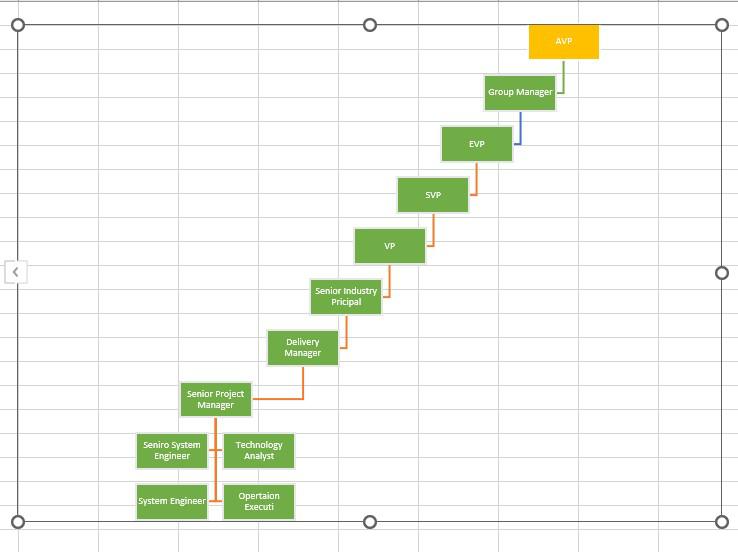 AVP
Group Manager
EVP
SVP
VP
Senior Industry
Pricipal
Delivery
Manager
Senior Project
Manager
Seniro System
Engineer
Technology
Analyst
System Engineer
Opertaion
Executi